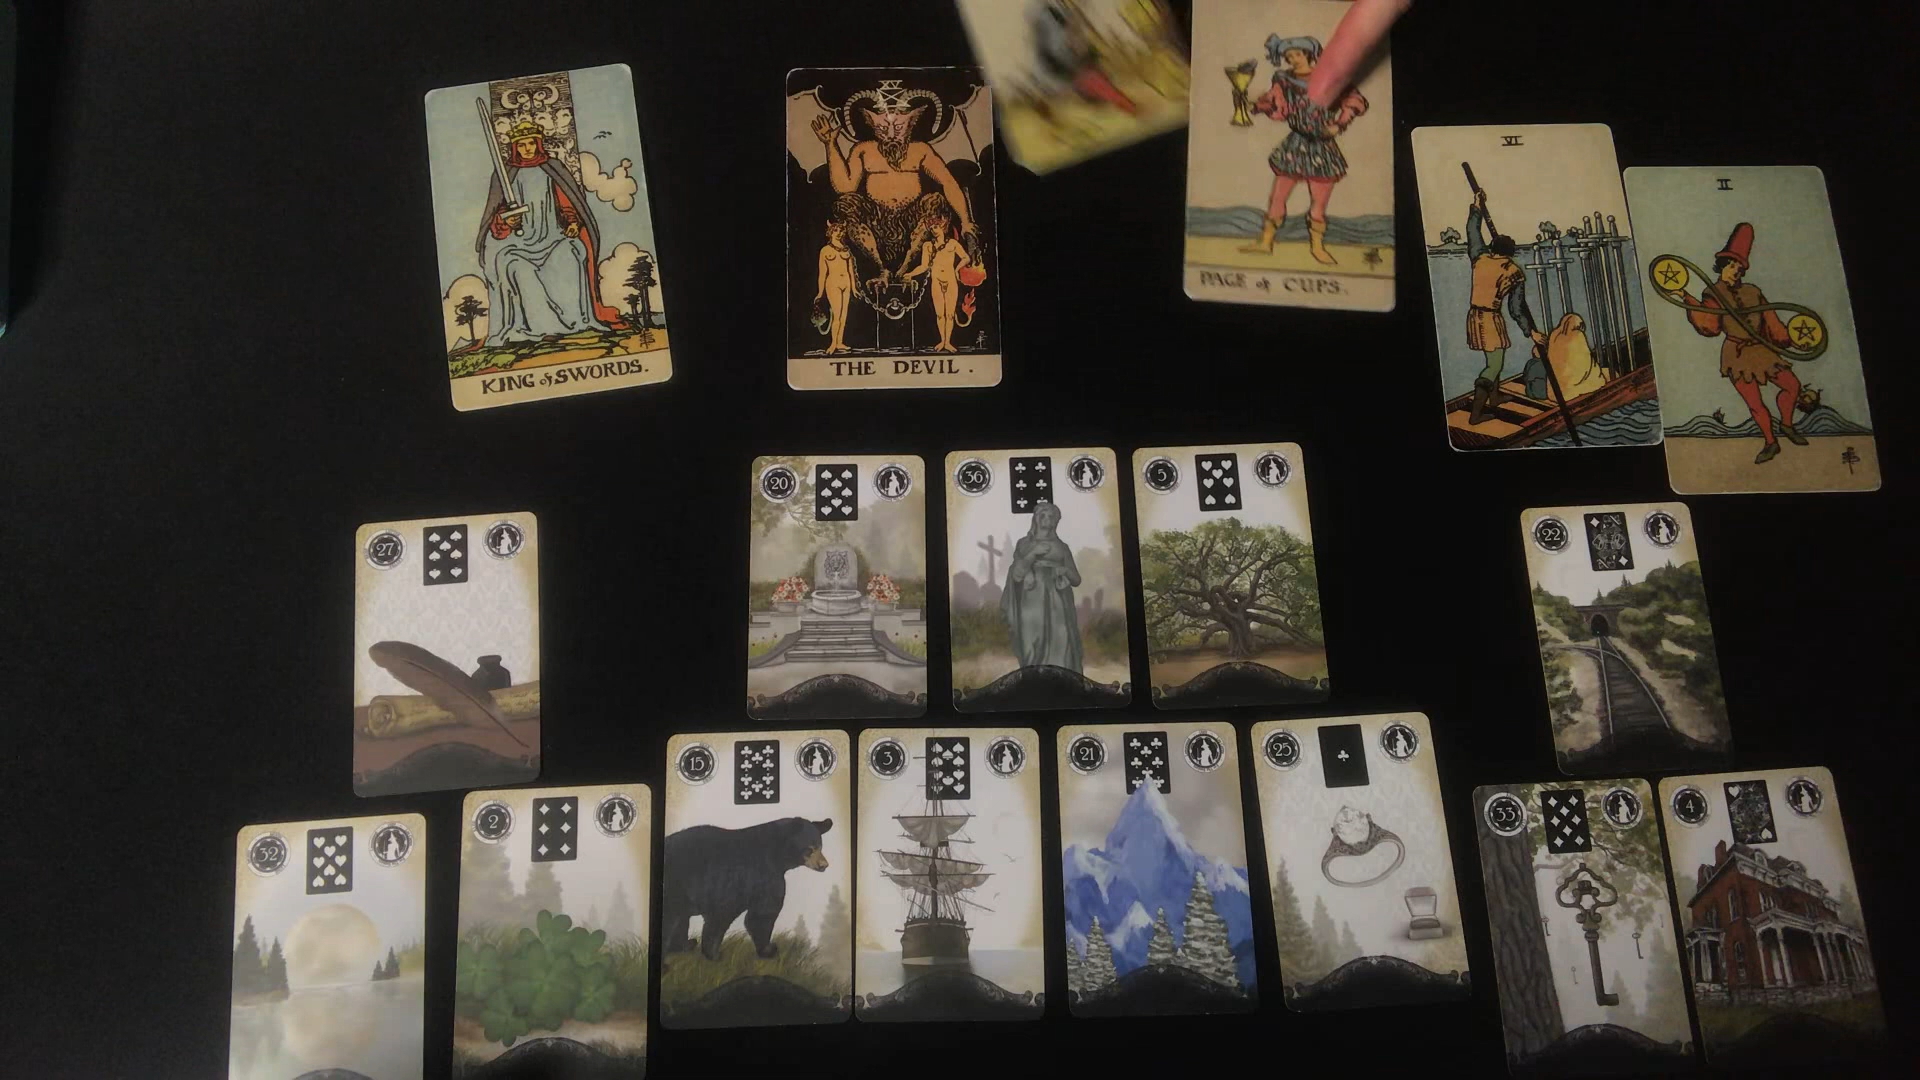 XV
VI
II
PAGE of CUPS.
KING of SWORDS.
THE DEVIL.
20
36
5
27
22
15
3
21
25
33
4
32
2